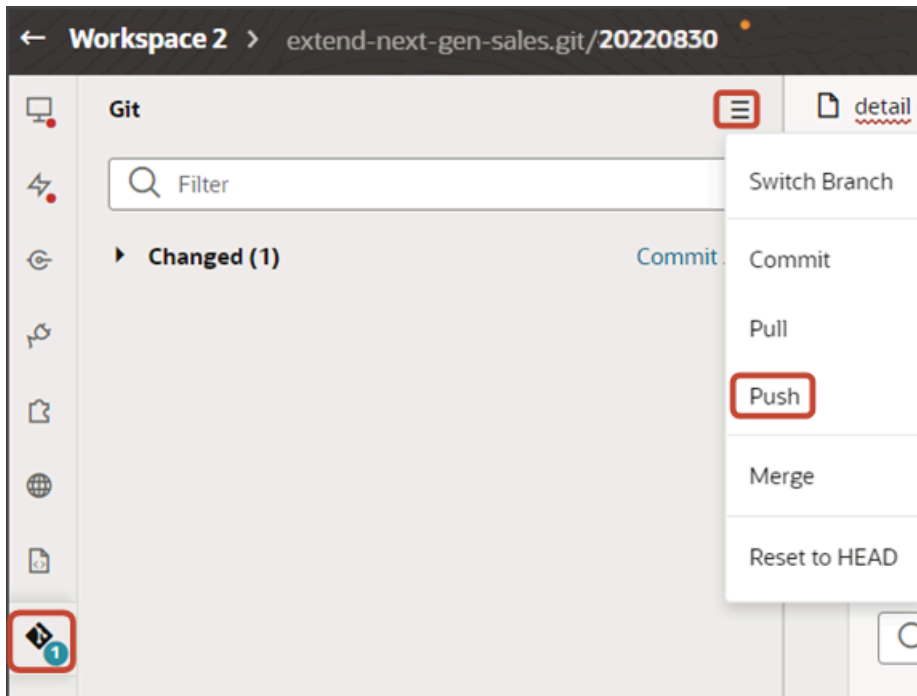 ← Workspace 2 > extend-next-gen-sales.git/20220830
Git
detail
Filter
Switch Branch
Changed (1)
Commit
Commit
Pull
Push
Merge
Reset to HEAD
1